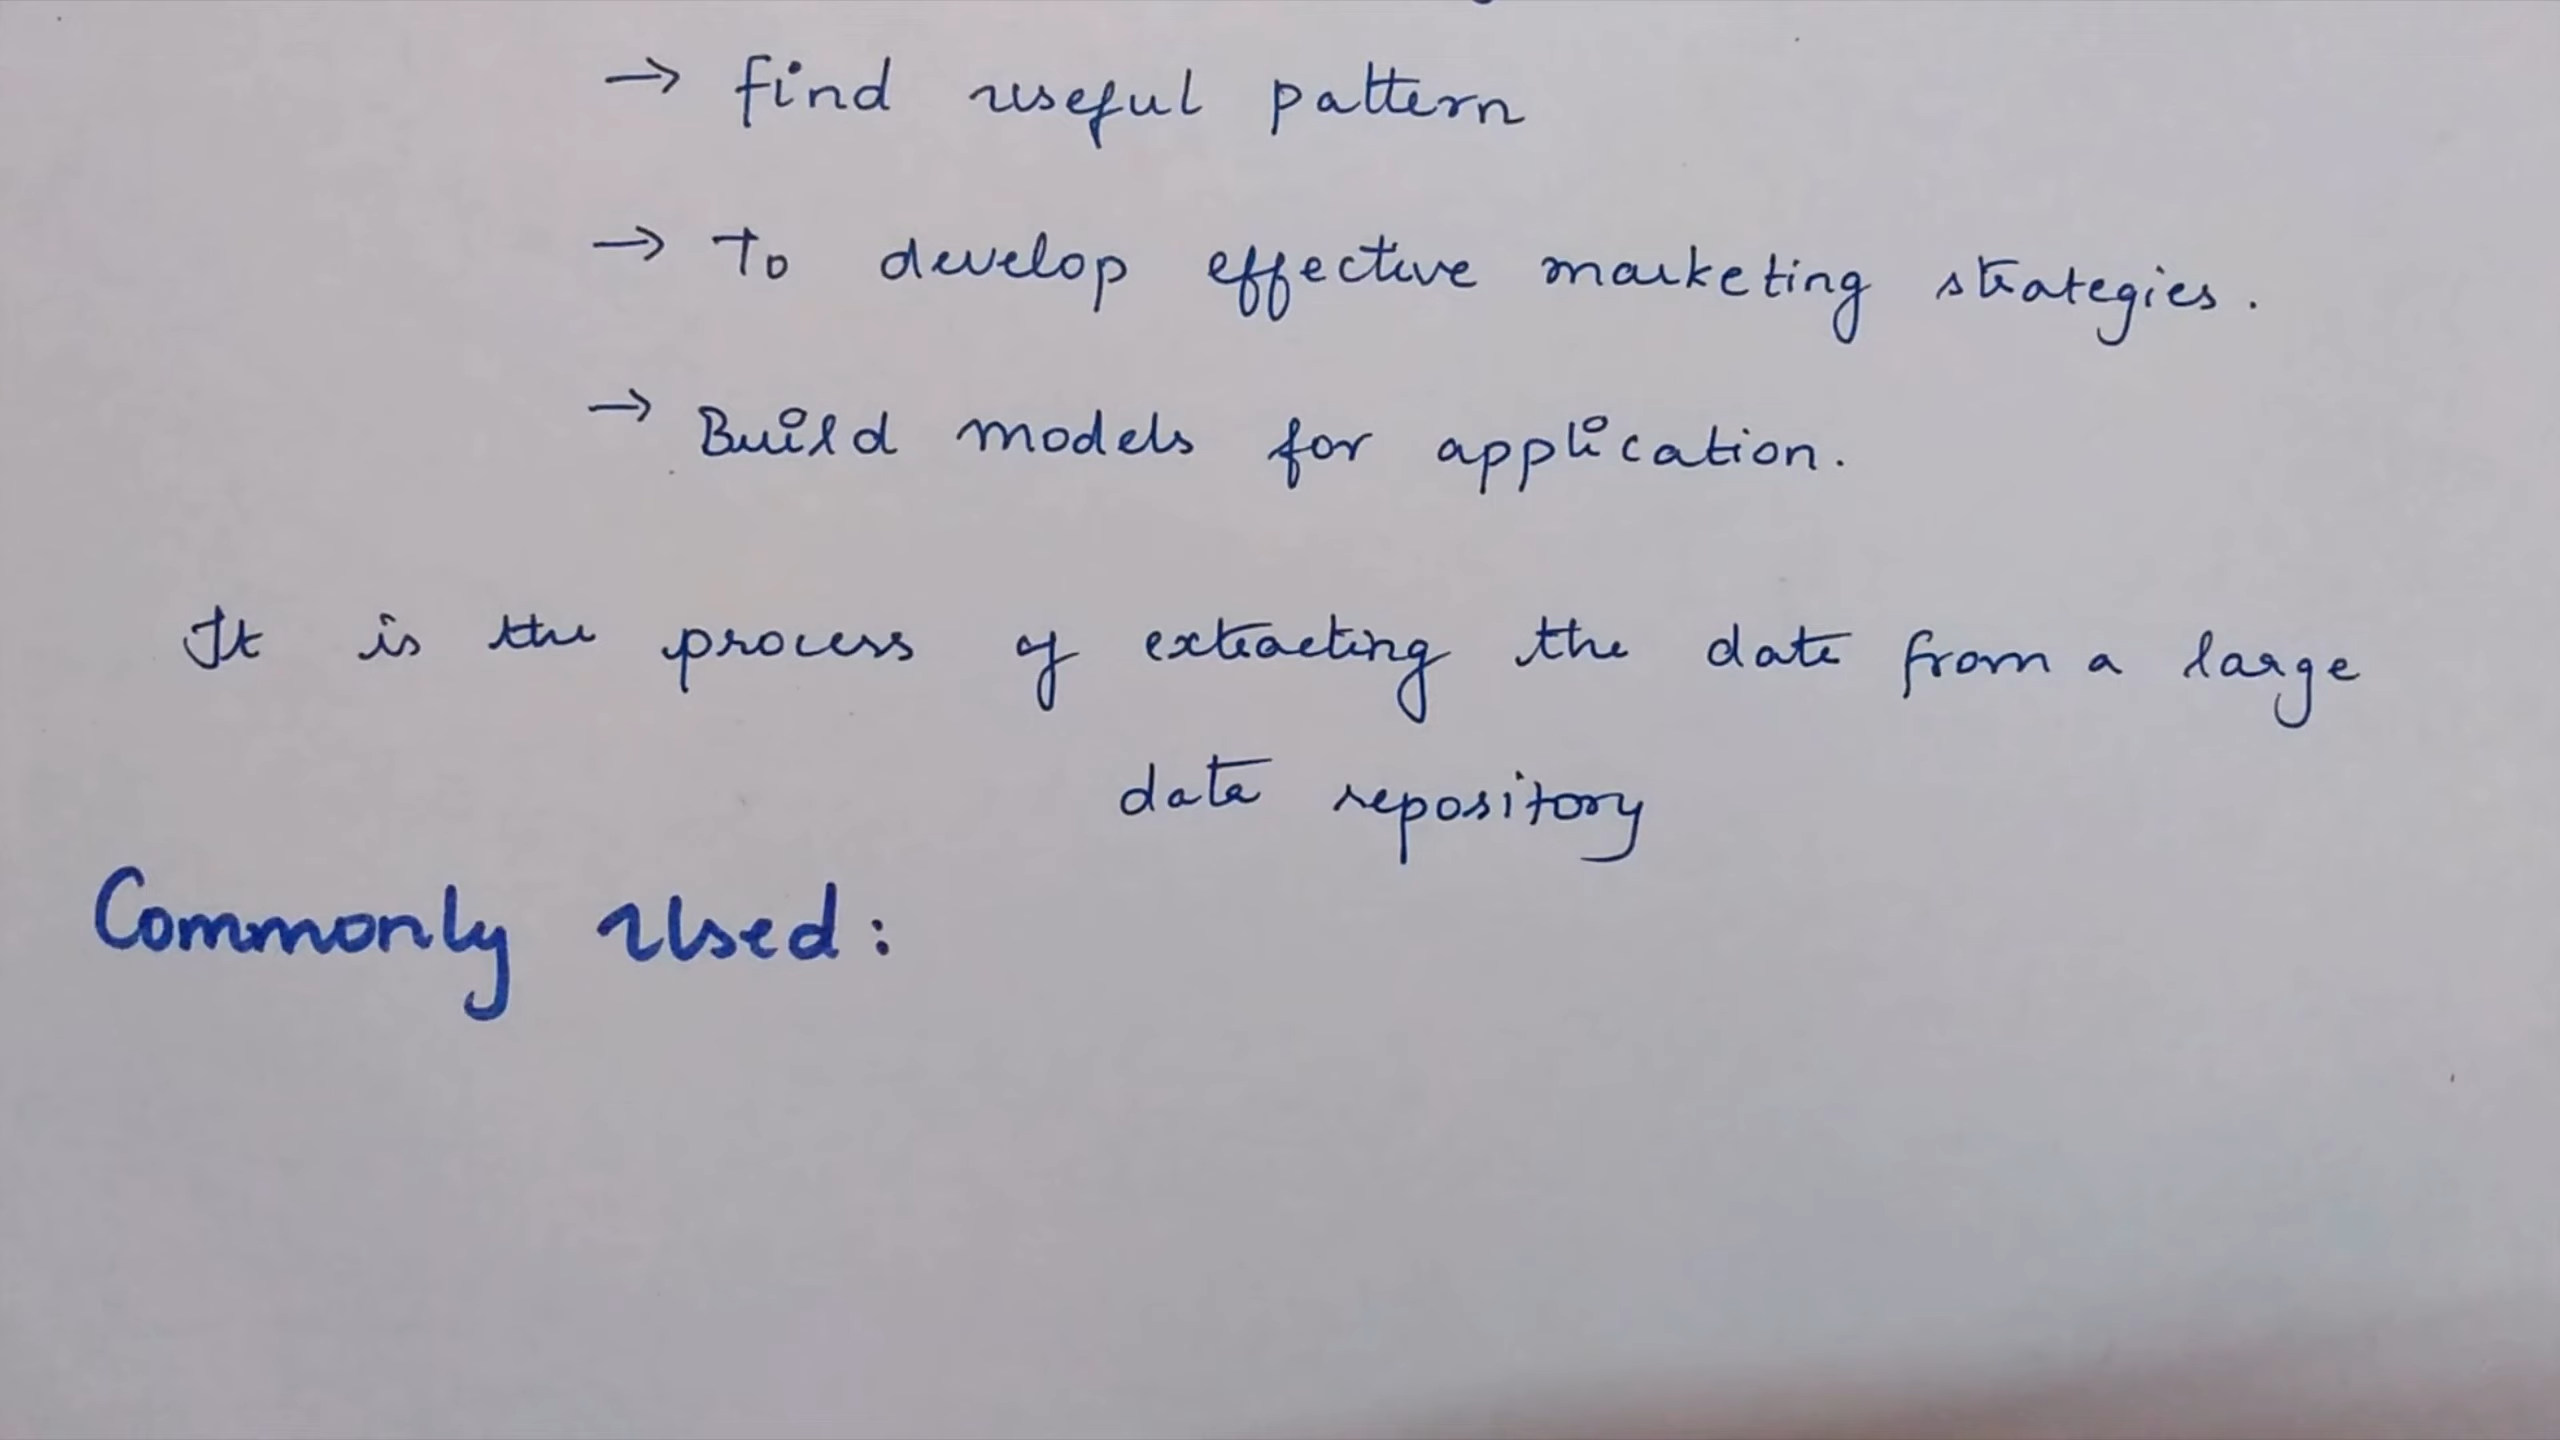 → find useful pattern
→ To develop effective marketing strategies.
→ Build models for application.
It is the process of extracting the data from a large
data repository
Commonly Used: